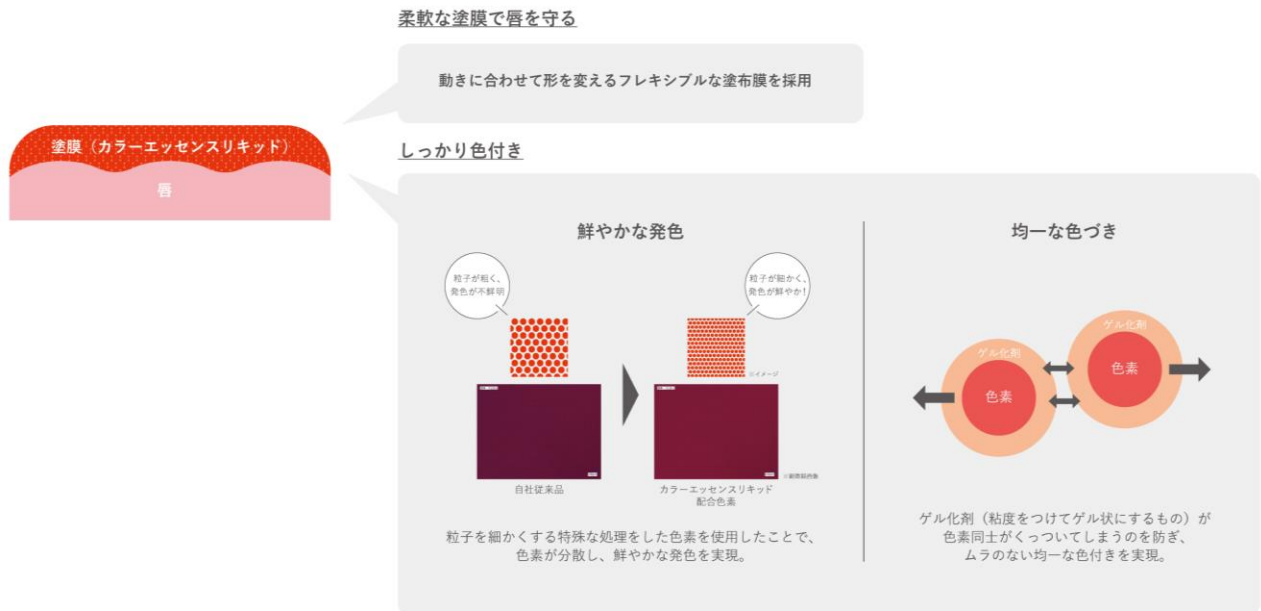 柔軟な塗膜で唇を守る
動きに合わせて形を変えるフレキシブルな塗布膜を採用
塗膜（カラーエッセンスリキッド）
唇
しっかり色付き
鮮やかな発色
粒子が粗く、
発色が不鮮明
粒子が細かく、
発色が鮮やか！
※イメージ
※顕微鏡画像
自社従来品
カラーエッセンスリキッド
配合色素
粒子を細かくする特殊な処理をした色素を使用したことで、
色素が分散し、鮮やかな発色を実現。
均一な色づき
ゲル化剤
色素
ゲル化剤
色素
ゲル化剤（粘度をつけてゲル状にするもの）が
色素同士がくっついてしまうのを防ぎ、
ムラのない均一な色付きを実現。